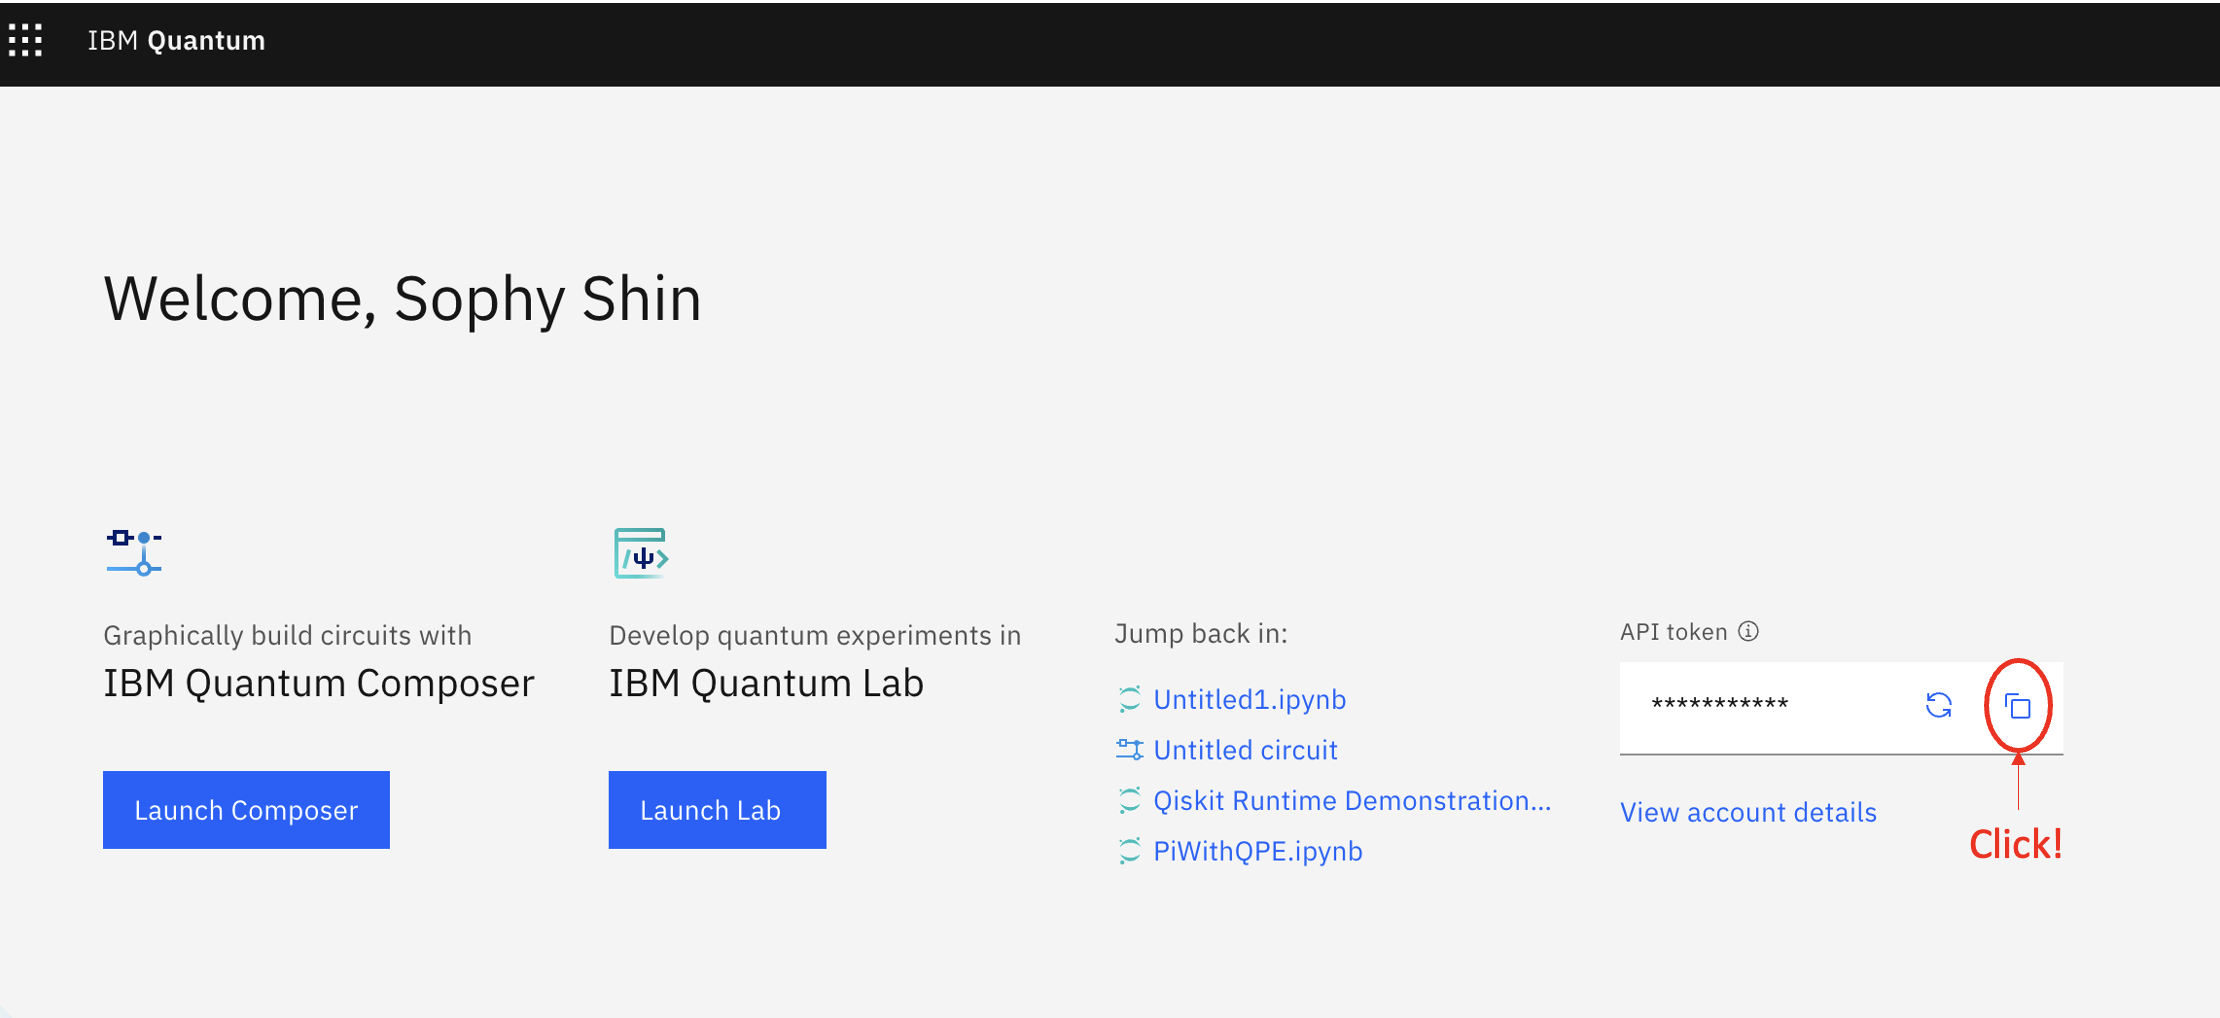 IBM Quantum
Welcome, Sophy Shin
Graphically build circuits with
IBM Quantum Composer
Launch Composer
Develop quantum experiments in
IBM Quantum Lab
Launch Lab
Jump back in:
Untitled1.ipynb
Untitled circuit
Qiskit Runtime Demonstration...
PiWithQPE.ipynb
API token
***********
View account details
Click!